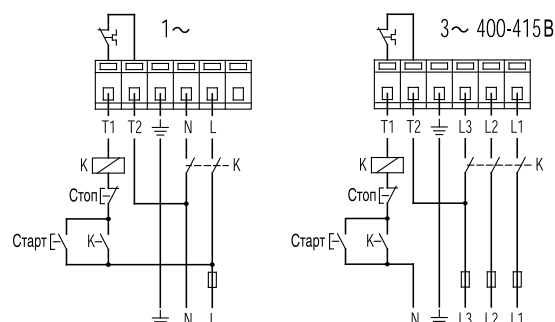 1~
3~ 400-415В
T1 T2 N L
T1 T2 L3 L2 L1
К К
К К
Стоп
Стоп
Старт К
Старт К
N L
N L3 L2 L1